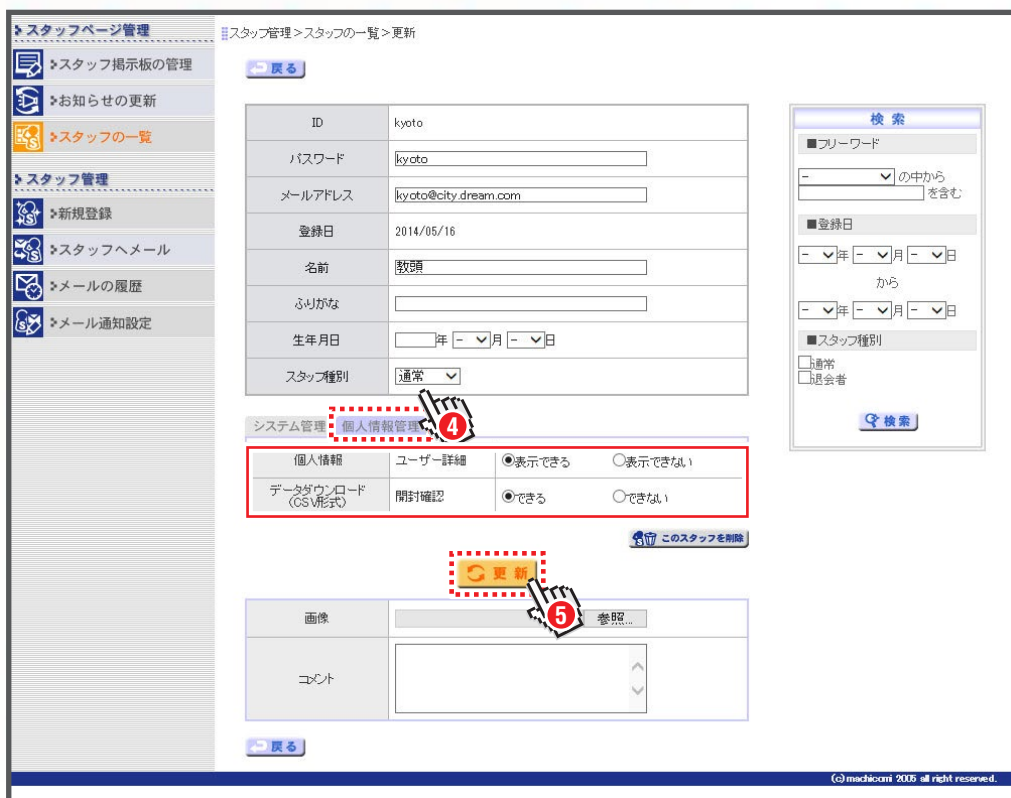 スタッフページ管理
スタッフ掲示板の管理
お知らせの更新
スタッフの一覧
スタッフ管理
新規登録
スタッフへメール
メールの履歴
メール通知設定
スタッフ管理>スタッフの一覧>更新
戻る
ID kyoto
パスワード kyoto
メールアドレス kyoto@city.dream.com
登録日 2014/05/16
名前 教頭
ふりがな
生年月日 年 - 月 - 日
スタッフ種別 通常
システム管理 個人情報管理
4
個人情報 ユーザー詳細 表示できる 表示できない
データダウンロード
(CSV形式) 開封確認 できる できない
このスタッフを削除
更新
5
画像 参照...
コメント
戻る
検索
■フリーワード
- の中から
を含む
■登録日
- 年 - 月 - 日
から
- 年 - 月 - 日
■スタッフ種別
通常
退会者
検索
(c)machicomi 2005 all right reserved.